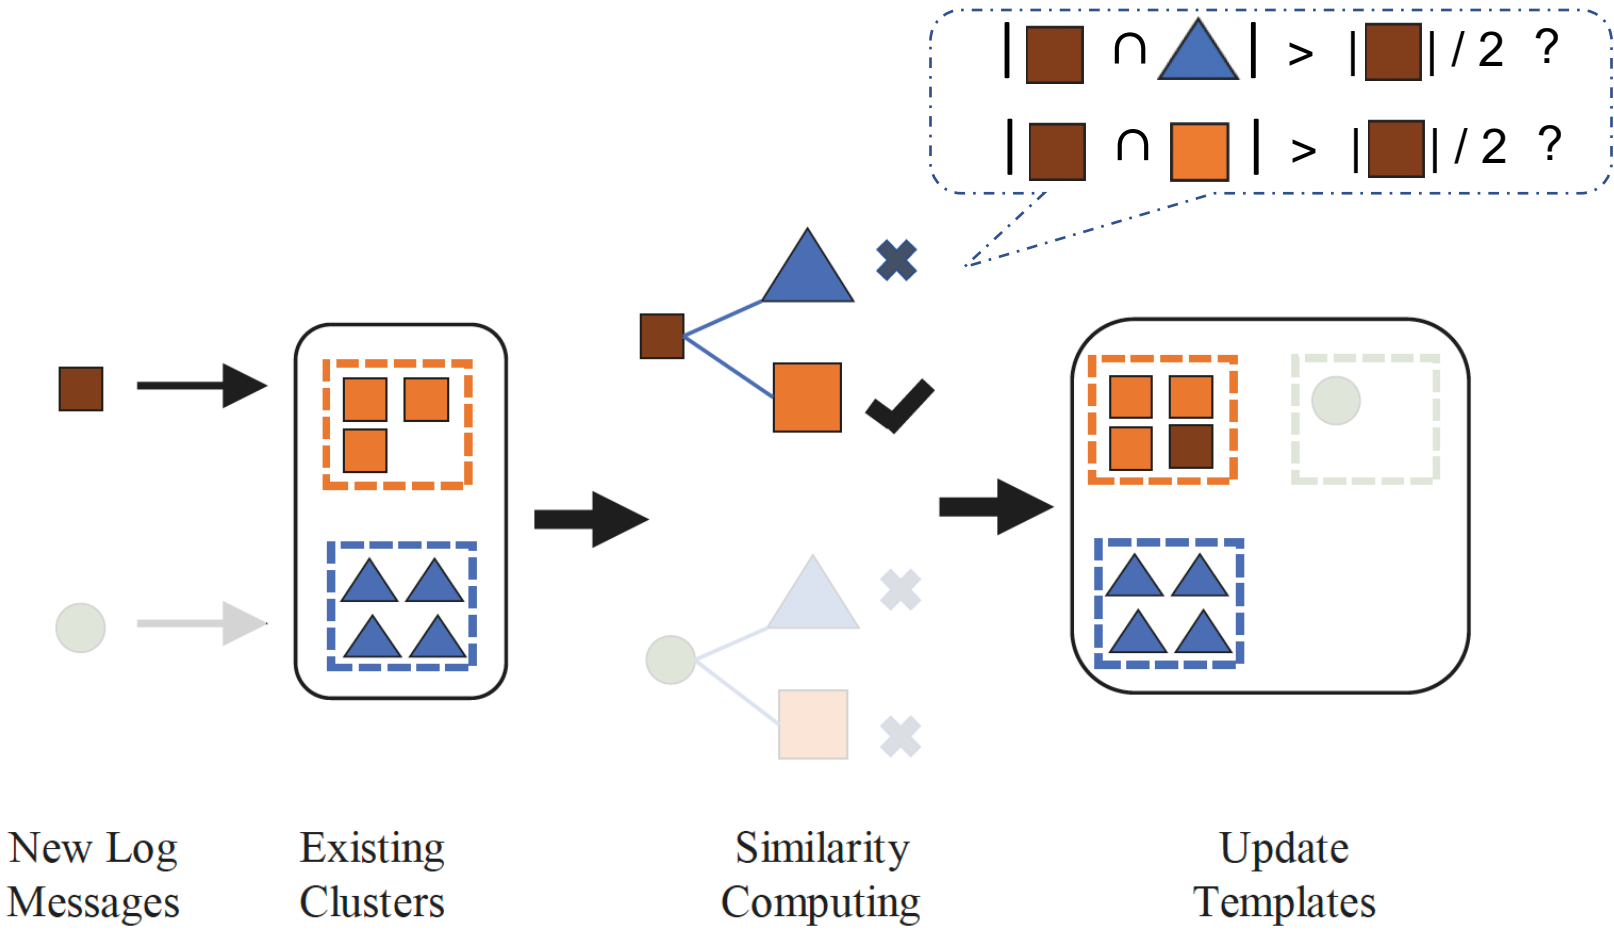 | ∩ | > | | / 2 ?
| ∩ | > | | / 2 ?
New Log
Messages
Existing
Clusters
Similarity
Computing
Update
Templates